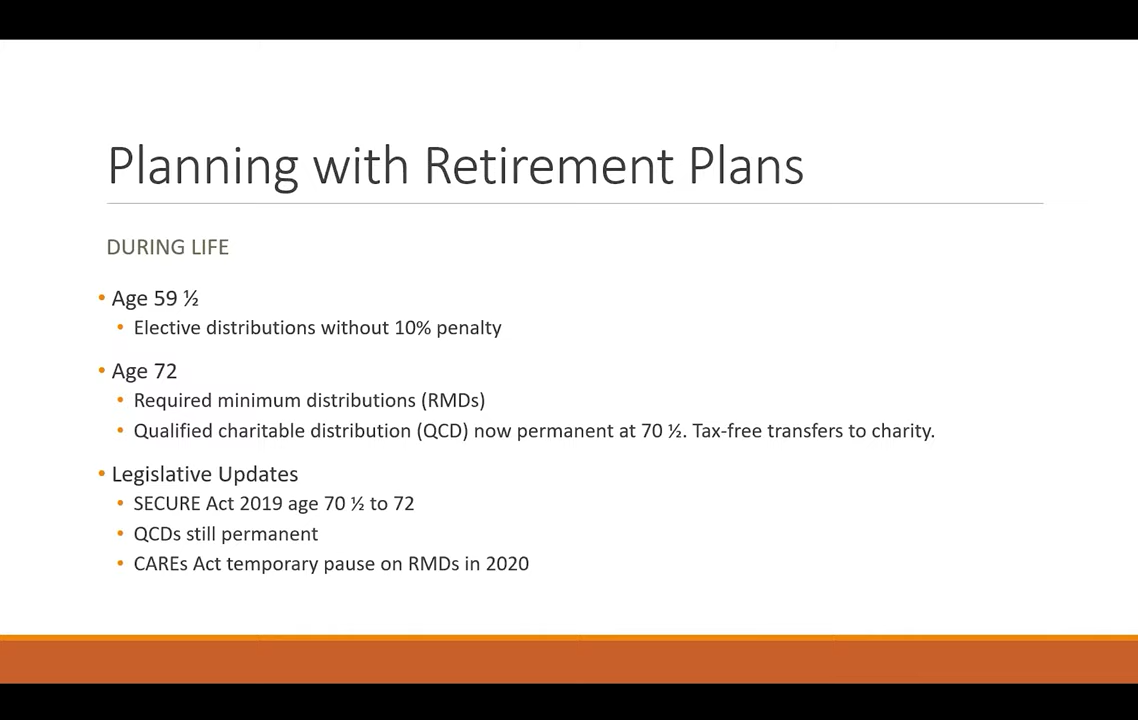 Planning with Retirement Plans
DURING LIFE
• Age 59 ½
• Elective distributions without 10% penalty
• Age 72
• Required minimum distributions (RMDs)
• Qualified charitable distribution (QCD) now permanent at 70 ½. Tax-free transfers to charity.
• Legislative Updates
• SECURE Act 2019 age 70 ½ to 72
• QCDs still permanent
• CAREs Act temporary pause on RMDs in 2020